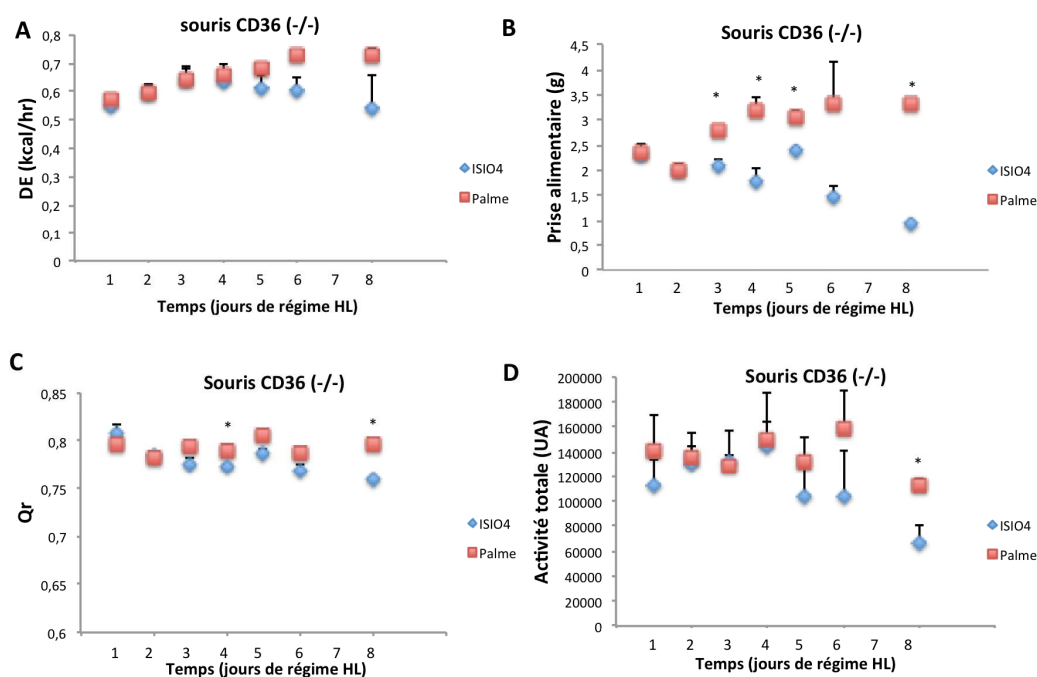 A
souris CD36 (-/-)
DE (kcal/hr)
0,8
0,7
0,6
0,5
0,4
0,3
0,2
0,1
0
1 2 3 4 5 6 7 8
Temps (jours de régime HL)
ISIO4
Palme
B
Souris CD36 (-/-)
Prise alimentaire (g)
4,5
4
3,5
3
2,5
2
1,5
1
0,5
0
* * * *
1 2 3 4 5 6 7 8
Temps (jours de régime HL)
ISIO4
Palme
C
Souris CD36 (-/-)
Qr
0,85
0,8
0,75
0,7
0,65
0,6
* *
1 2 3 4 5 6 7 8
Temps (jours de régime HL)
ISIO4
Palme
D
Souris CD36 (-/-)
Activité totale (UA)
200000
180000
160000
140000
120000
100000
80000
60000
40000
20000
0
*
1 2 3 4 5 6 7 8
Temps (jours de régime HL)
ISIO4
Palme